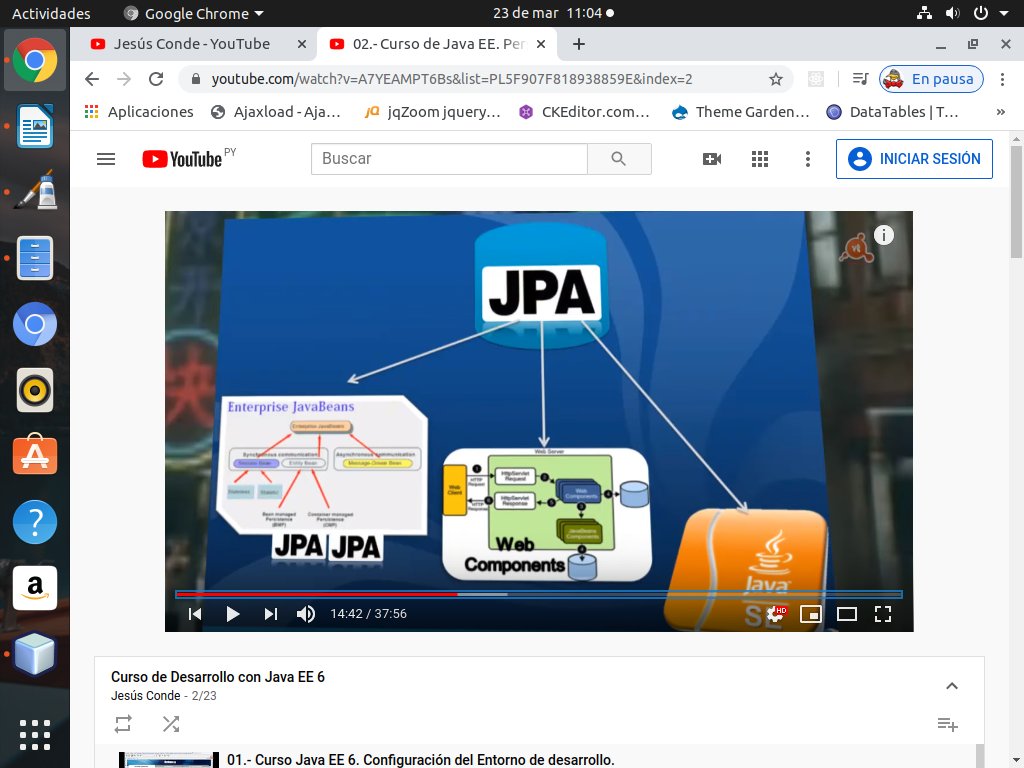 Actividades
Google Chrome
23 de mar 11:04
Jesús Conde - YouTube
02.- Curso de Java EE. Per
youtube.com/watch?v=A7YEAMPT6Bs&list=PL5F907F818938859E&index=2
En pausa
Aplicaciones
Ajaxload - Aja…
jqZoom jquery…
CKEditor.com…
Theme Garden…
DataTables | T…
»
YouTube PY
Buscar
INICIAR SESIÓN
vt
JPA
Enterprise JavaBeans
Enterprise JavaBeans
Synchronous communication
Asynchronous communication
Session Bean
Entity Bean
Message-Driven Bean
Stateless
Stateful
Bean managed
Persistence
(BMP)
Container managed
Persistence
(CMP)
JPA JPA
Web Server
Web
Client
HTTP
Request
HttpServlet
Request
HTTP
Response
HttpServlet
Response
Web
Components
JavaBeans
Components
Web
Components
Java
SE
14:42 / 37:56
HD
Curso de Desarrollo con Java EE 6
Jesús Conde - 2/23
01.- Curso Java EE 6. Configuración del Entorno de desarrollo.